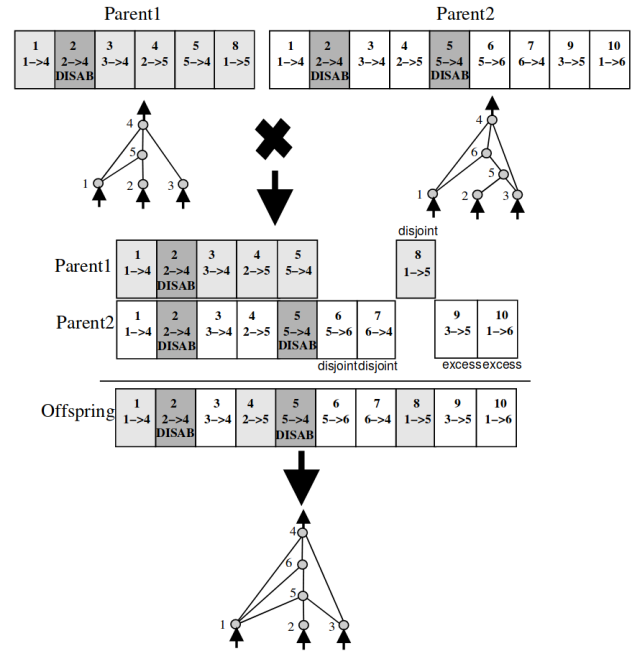 Parent1 Parent2
1 2 3 4 5 8 1 2 3 4 5 6 7 9 10
1->4 2->4 3->4 2->5 5->4 1->5 1->4 2->4 3->4 2->5 5->4 5->6 6->4 3->5 1->6
DISAB DISAB DISAB
4 4
5 6
1 2 3 5
1 2 3
disjoint
Parent1 1 2 3 4 5 8
1->4 2->4 3->4 2->5 5->4 1->5
DISAB
Parent2 1 2 3 4 5 6 7 9 10
1->4 2->4 3->4 2->5 5->4 5->6 6->4 3->5 1->6
DISAB DISAB
disjoint disjoint excess excess
Offspring 1 2 3 4 5 6 7 8 9 10
1->4 2->4 3->4 2->5 5->4 5->6 6->4 1->5 3->5 1->6
DISAB DISAB
4
6
5
1 2 3